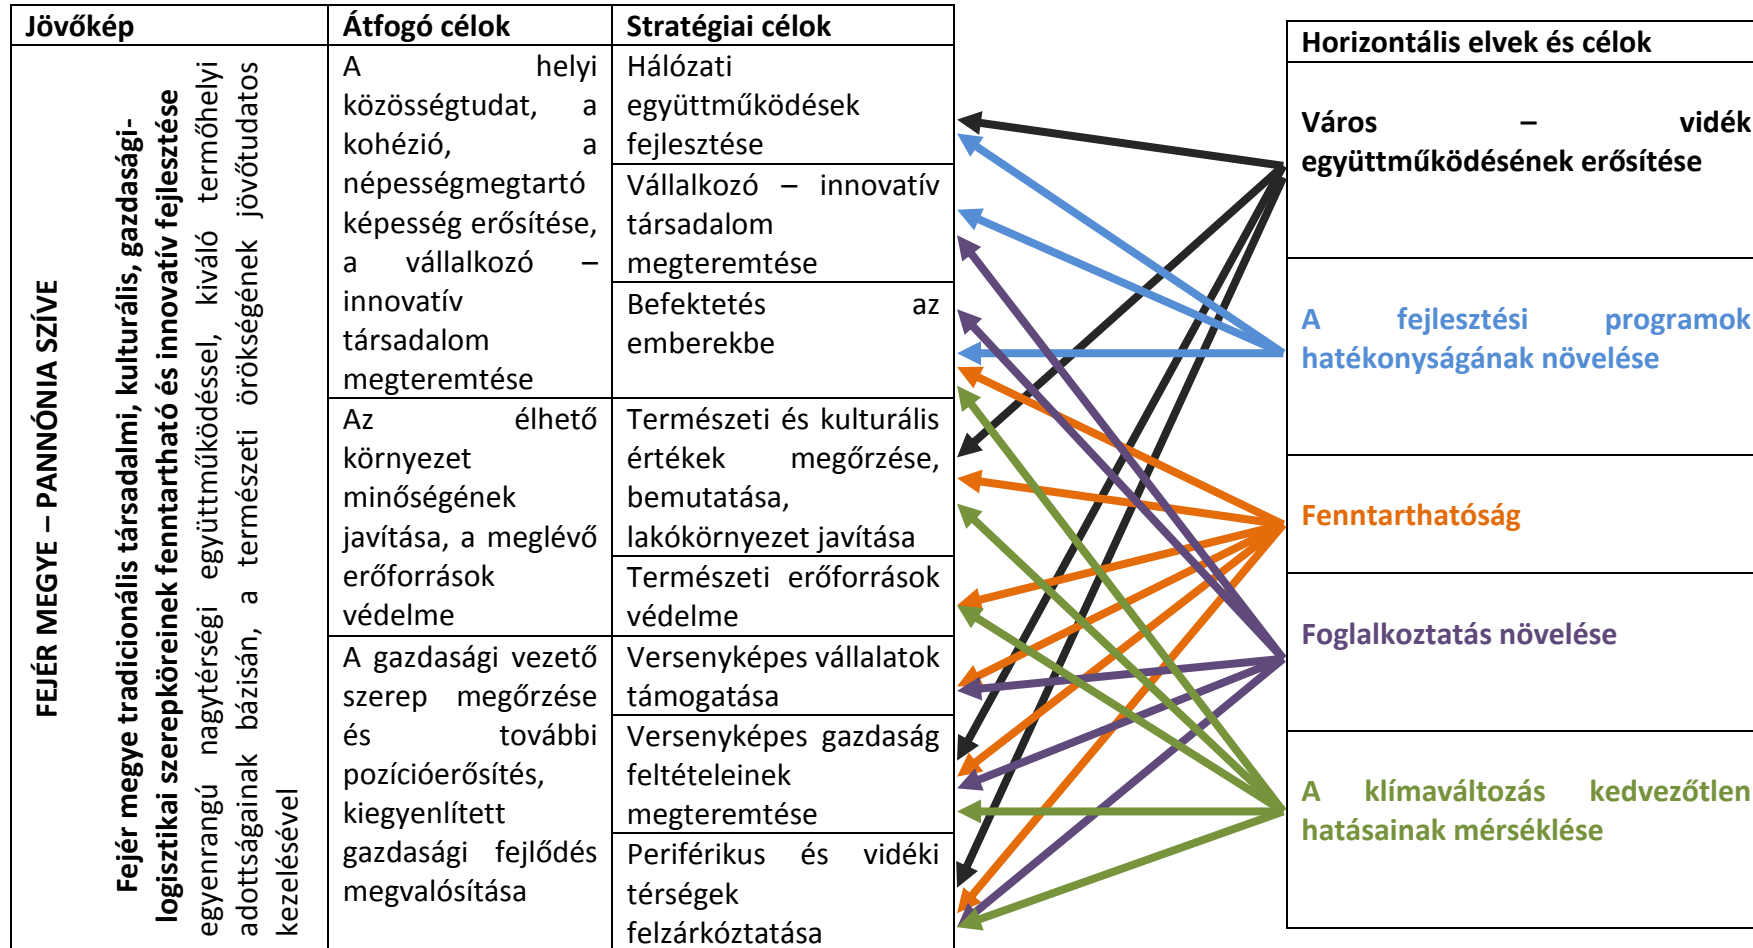 Jövőkép
FEJÉR MEGYE – PANNÓNIA SZÍVE
Fejér megye tradicionális társadalmi, kulturális, gazdasági-
logisztikai szerepköreinek fenntartható és innovatív fejlesztése
egyenrangú nagytérségi együttműködéssel, kiváló termőhelyi
adottságainak bázisán, a természeti örökségének jövőtudatos
kezelésével
Átfogó célok
A helyi
közösségtudat, a
kohézió, a
népességmegtartó
képesség erősítése,
a vállalkozó –
innovatív
társadalom
megteremtése
Az élhető
környezet
minőségének
javítása, a meglévő
erőforrások
védelme
A gazdasági vezető
szerep megőrzése
és további
pozícióerősítés,
kiegyenlített
gazdasági fejlődés
megvalósítása
Stratégiai célok
Hálózati
együttműködések
fejlesztése
Vállalkozó – innovatív
társadalom
megteremtése
Befektetés az
emberekbe
Természeti és kulturális
értékek megőrzése,
bemutatása,
lakókörnyezet javítása
Természeti erőforrások
védelme
Versenyképes vállalatok
támogatása
Versenyképes gazdaság
feltételeinek
megteremtése
Periférikus és vidéki
térségek
felzárkóztatása
Horizontális elvek és célok
Város – vidék
együttműködésének erősítése
A fejlesztési programok
hatékonyságának növelése
Fenntarthatóság
Foglalkoztatás növelése
A klímaváltozás kedvezőtlen
hatásainak mérséklése